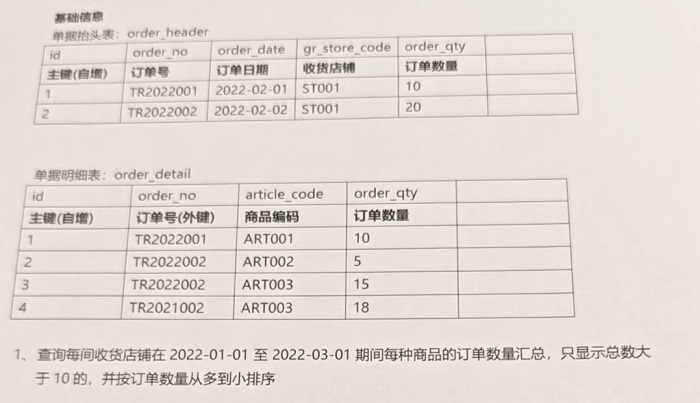 基础信息
单据抬头表：order_header
id order_no order_date gr_store_code order_qty
主键(自增) 订单号 订单日期 收货店铺 订单数量
1 TR2022001 2022-02-01 ST001 10
2 TR2022002 2022-02-02 ST001 20
单据明细表：order_detail
id order_no article_code order_qty
主键(自增) 订单号(外键) 商品编码 订单数量
1 TR2022001 ART001 10
2 TR2022002 ART002 5
3 TR2022002 ART003 15
4 TR2021002 ART003 18
1、查询每间收货店铺在 2022-01-01 至 2022-03-01 期间每种商品的订单数量汇总，只显示总数大
于 10 的，并按订单数量从多到小排序